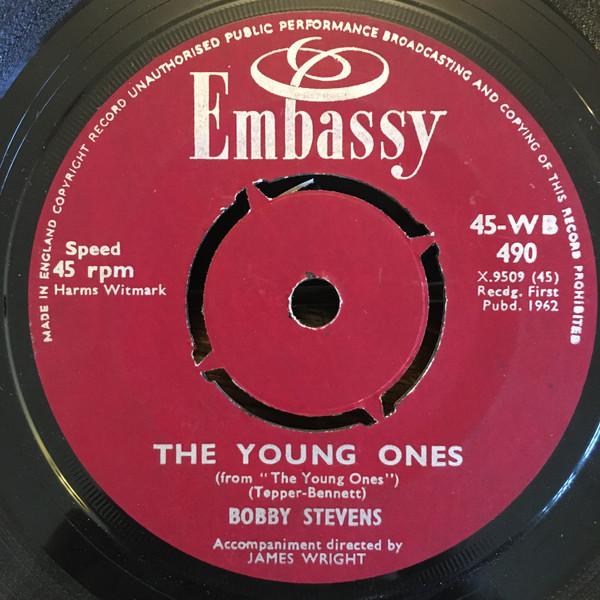 MADE IN ENGLAND COPYRIGHT RECORD UNAUTHORISED PUBLIC PERFORMANCE BROADCASTING AND COPYING OF THIS RECORD PROHIBITED
Embassy
Speed
45 rpm
Harms Witmark
45-WB
490
X.9509 (45)
Recdg. First
Pubd. 1962
THE YOUNG ONES
(from "The Young Ones")
(Tepper-Bennett)
BOBBY STEVENS
Accompaniment directed by
JAMES WRIGHT